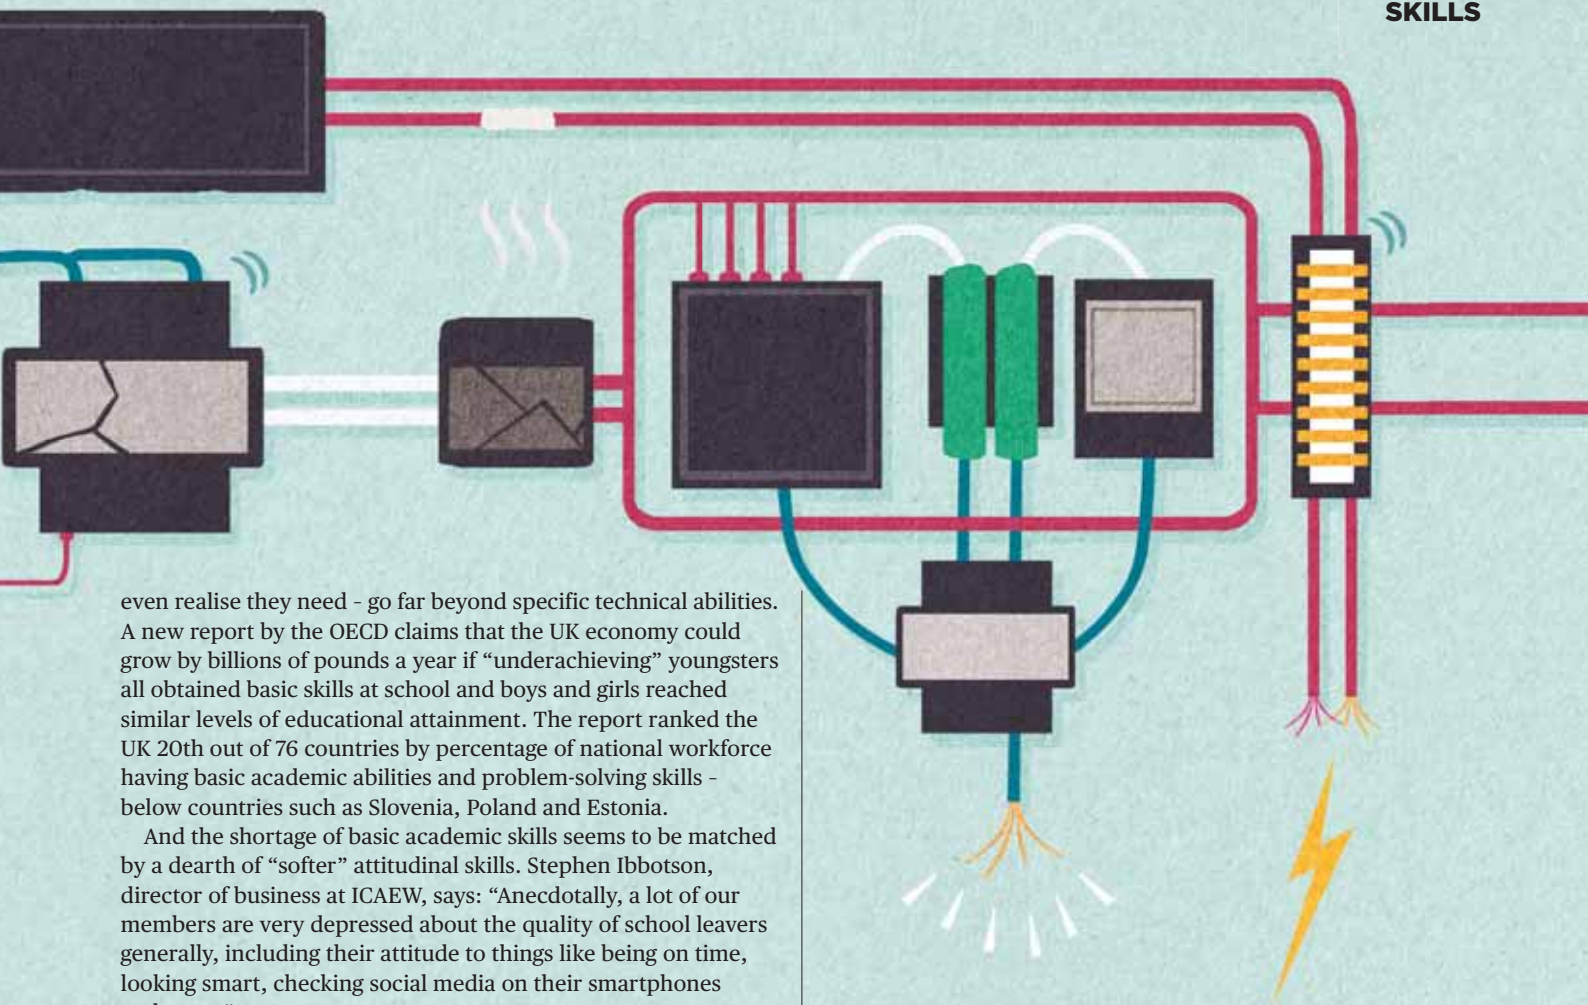 SKILLS
even realise they need – go far beyond specific technical abilities.
A new report by the OECD claims that the UK economy could
grow by billions of pounds a year if “underachieving” youngsters
all obtained basic skills at school and boys and girls reached
similar levels of educational attainment. The report ranked the
UK 20th out of 76 countries by percentage of national workforce
having basic academic abilities and problem-solving skills –
below countries such as Slovenia, Poland and Estonia.
And the shortage of basic academic skills seems to be matched
by a dearth of “softer” attitudinal skills. Stephen Ibbotson,
director of business at ICAEW, says: “Anecdotally, a lot of our
members are very depressed about the quality of school leavers
generally, including their attitude to things like being on time,
looking smart, checking social media on their smartphones